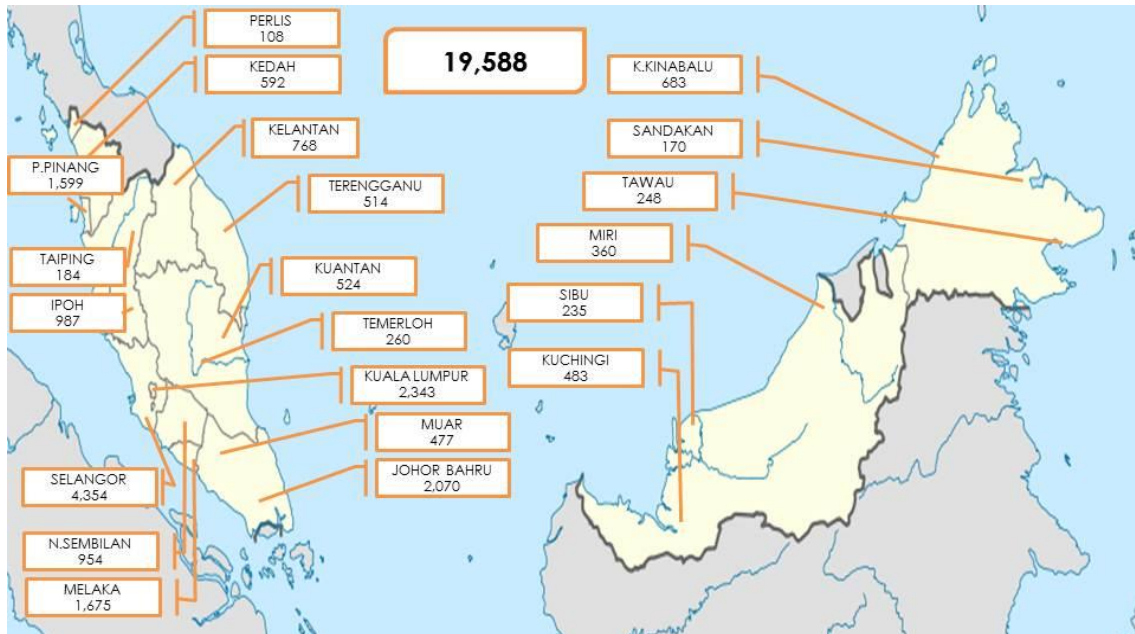 PERLIS
108
KEDAH
592
19,588
K.KINABALU
683
KELANTAN
768
SANDAKAN
170
P.PINANG
1,599
TERENGGANU
514
TAWAU
248
MIRI
360
TAIPING
184
KUANTAN
524
SIBU
235
IPOH
987
TEMERLOH
260
KUCHINGI
483
KUALA LUMPUR
2,343
MUAR
477
SELANGOR
4,354
JOHOR BAHRU
2,070
N.SEMBILAN
954
MELAKA
1,675